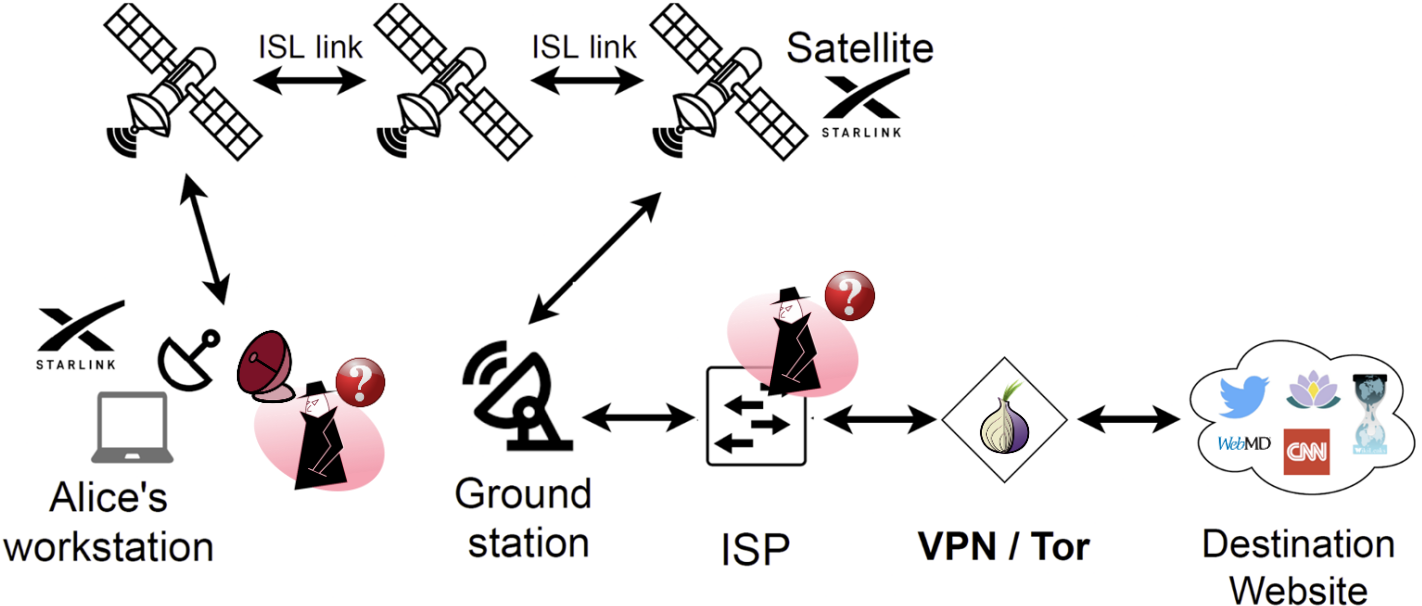 ISL link
ISL link
Satellite
STARLINK
STARLINK
?
?
WebMD
CNN
Alice's
workstation
Ground
station
ISP
VPN / Tor
Destination
Website